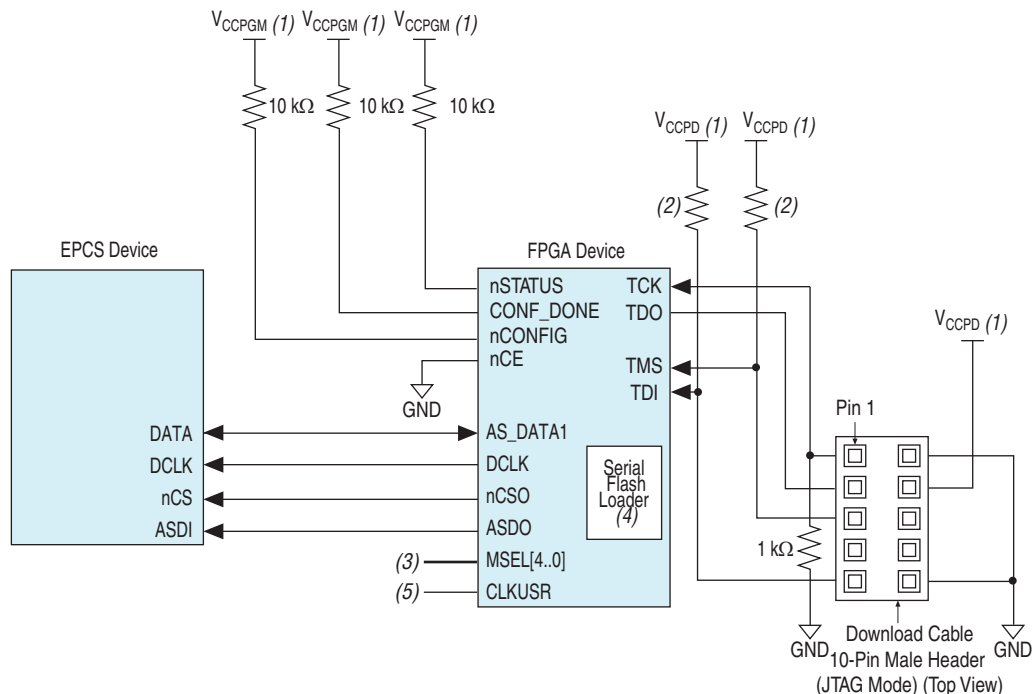 VCCPGM (1) VCCPGM (1) VCCPGM (1)
10 kΩ 10 kΩ 10 kΩ
VCCPD (1) VCCPD (1)
(2) (2)
EPCS Device
FPGA Device
nSTATUS TCK
CONF_DONE TDO
nCONFIG
nCE TMS
TDI
GND
VCCPD (1)
Pin 1
DATA AS_DATA1
DCLK DCLK
nCS nCSO
ASDI ASDO
Serial
Flash
Loader
(4)
(3) MSEL[4..0]
(5) CLKUSR
1 kΩ
GND GND
Download Cable
10-Pin Male Header
(JTAG Mode) (Top View)